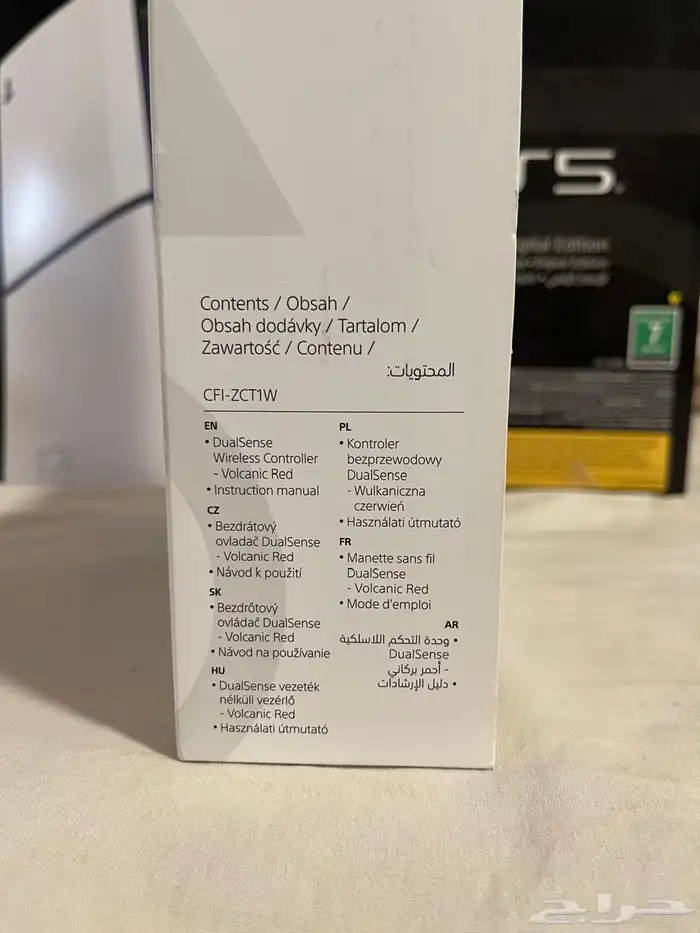 Contents / Obsah /
Obsah dodávky / Tartalom /
Zawartość / Contenu /
المحتويات:
CFI-ZCT1W
EN
• DualSense
Wireless Controller
- Volcanic Red
• Instruction manual
CZ
• Bezdrátový
ovladač DualSense
- Volcanic Red
• Návod k použití
SK
• Bezdrôtový
ovládač DualSense
- Volcanic Red
• Návod na používanie
HU
• DualSense vezeték
nélküli vezérlő
- Volcanic Red
• Használati útmutató
PL
• Kontroler
bezprzewodowy
DualSense
- Wulkaniczna
czerwień
• Használati útmutató
FR
• Manette sans fil
DualSense
- Volcanic Red
• Mode d'emploi
AR
• وحدة التحكم اللاسلكية
DualSense
- أحمر بركاني
• دليل الإرشادات
5
Edition
حراج